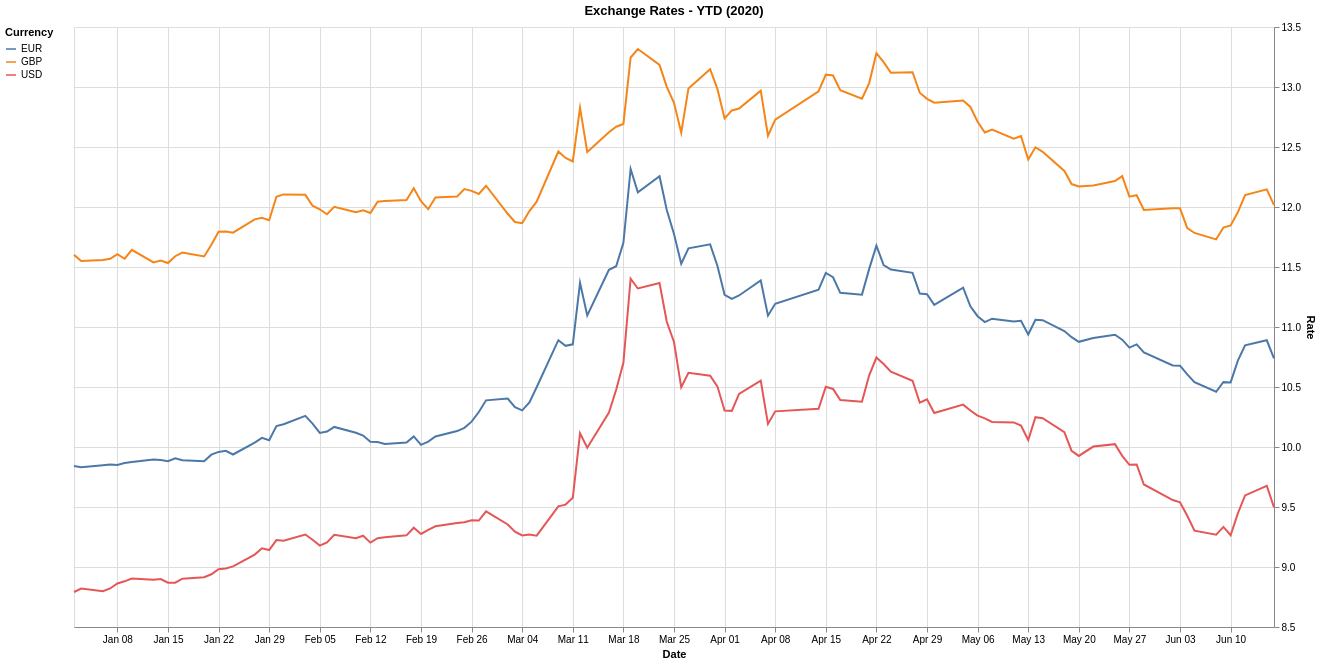 Exchange Rates - YTD (2020)
Currency
EUR
GBP
USD
13.5
13.0
12.5
12.0
11.5
11.0
10.5
10.0
9.5
9.0
8.5
Rate
Jan 08 Jan 15 Jan 22 Jan 29 Feb 05 Feb 12 Feb 19 Feb 26 Mar 04 Mar 11 Mar 18 Mar 25 Apr 01 Apr 08 Apr 15 Apr 22 Apr 29 May 06 May 13 May 20 May 27 Jun 03 Jun 10
Date